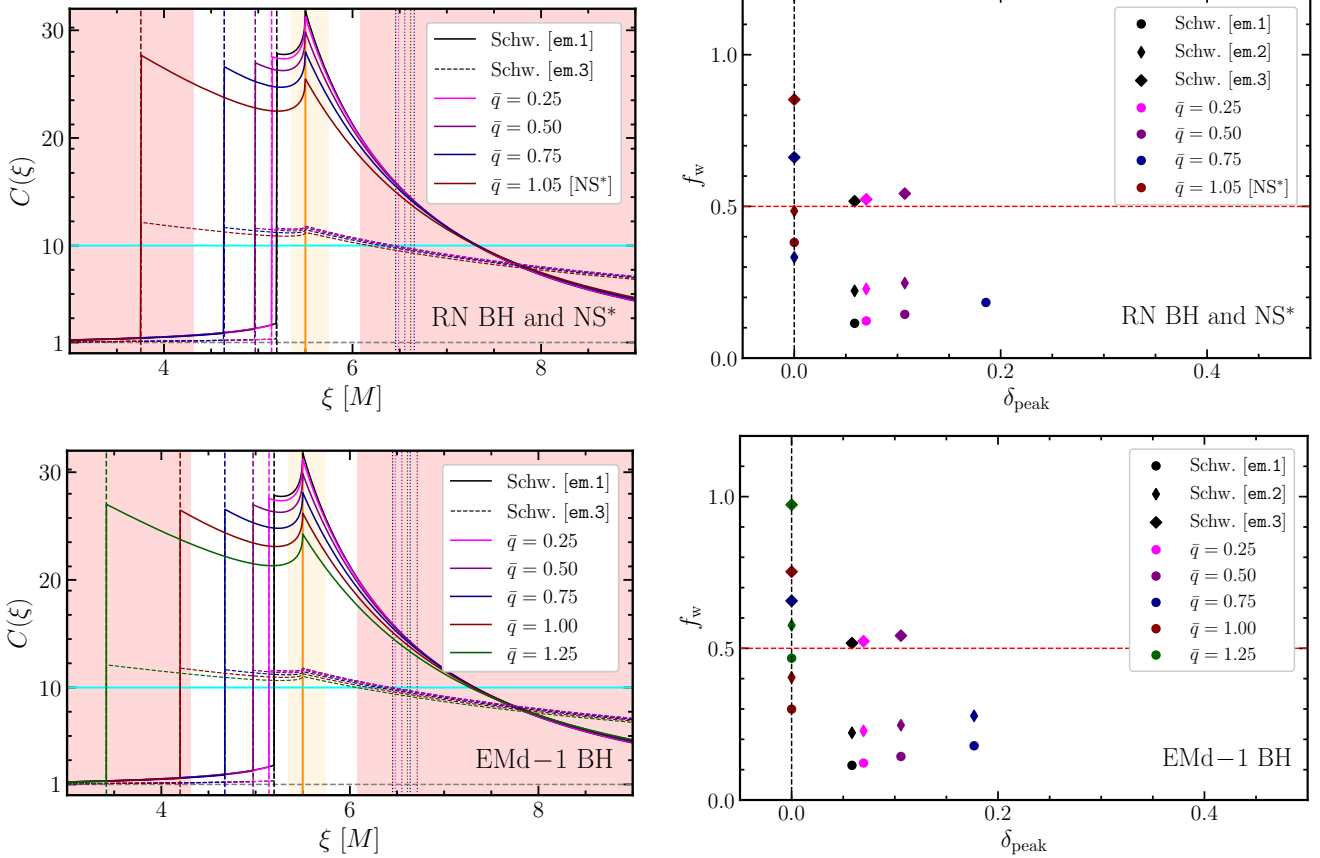 30
20
10
1
C(ξ)
Schw. [em.1]
Schw. [em.3]
q̄ = 0.25
q̄ = 0.50
q̄ = 0.75
q̄ = 1.05 [NS*]
RN BH and NS*
4
6
8
ξ [M]
1.0
0.5
0.0
f_w
Schw. [em.1]
Schw. [em.2]
Schw. [em.3]
q̄ = 0.25
q̄ = 0.50
q̄ = 0.75
q̄ = 1.05 [NS*]
RN BH and NS*
0.0
0.2
0.4
δ_peak
30
20
10
1
C(ξ)
Schw. [em.1]
Schw. [em.3]
q̄ = 0.25
q̄ = 0.50
q̄ = 0.75
q̄ = 1.00
q̄ = 1.25
EMd−1 BH
4
6
8
ξ [M]
1.0
0.5
0.0
f_w
Schw. [em.1]
Schw. [em.2]
Schw. [em.3]
q̄ = 0.25
q̄ = 0.50
q̄ = 0.75
q̄ = 1.00
q̄ = 1.25
EMd−1 BH
0.0
0.2
0.4
δ_peak